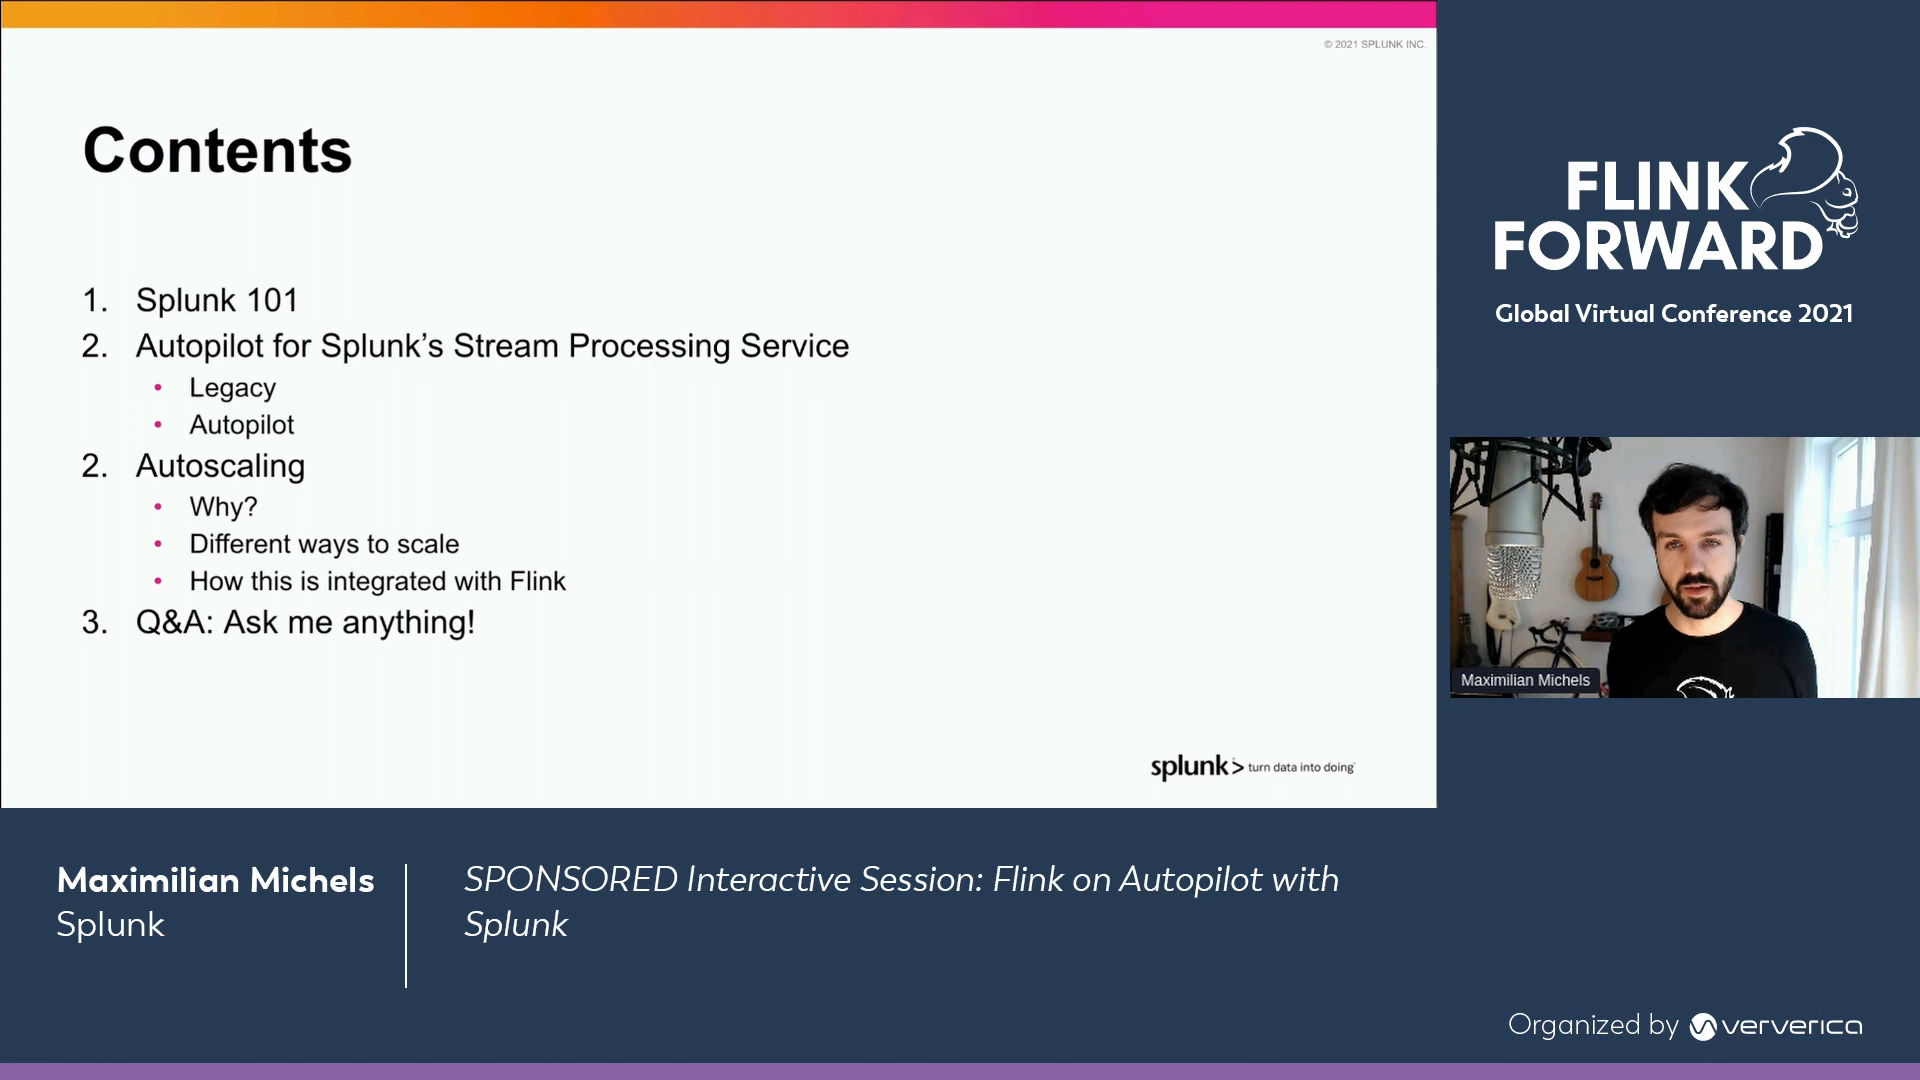 © 2021 SPLUNK INC.
Contents
1. Splunk 101
2. Autopilot for Splunk’s Stream Processing Service
• Legacy
• Autopilot
2. Autoscaling
• Why?
• Different ways to scale
• How this is integrated with Flink
3. Q&A: Ask me anything!
splunk> turn data into doing
FLINK
FORWARD
Global Virtual Conference 2021
Maximilian Michels
Maximilian Michels
Splunk
SPONSORED Interactive Session: Flink on Autopilot with
Splunk
Organized by ververica